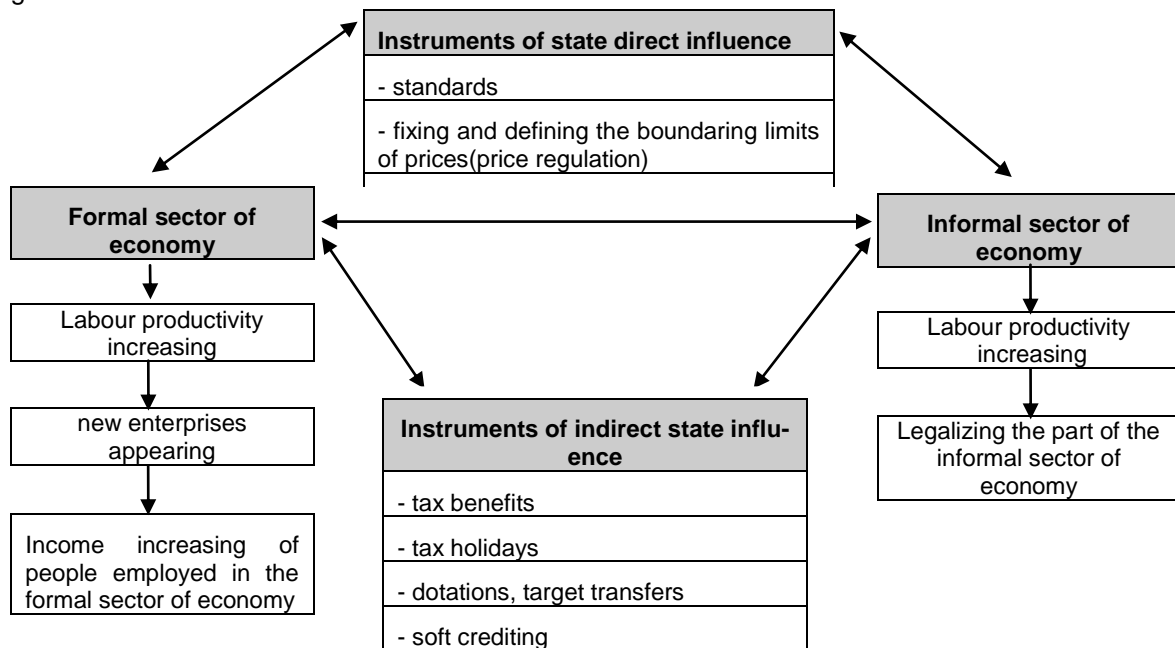 Instruments of state direct influence
- standards
- fixing and defining the boundaring limits
of prices(price regulation)
Formal sector of
economy
Informal sector of
economy
Labour productivity
increasing
new enterprises
appearing
Income increasing of
people employed in the
formal sector of economy
Labour productivity
increasing
Legalizing the part of the
informal sector of
economy
Instruments of indirect state influ-
ence
- tax benefits
- tax holidays
- dotations, target transfers
- soft crediting